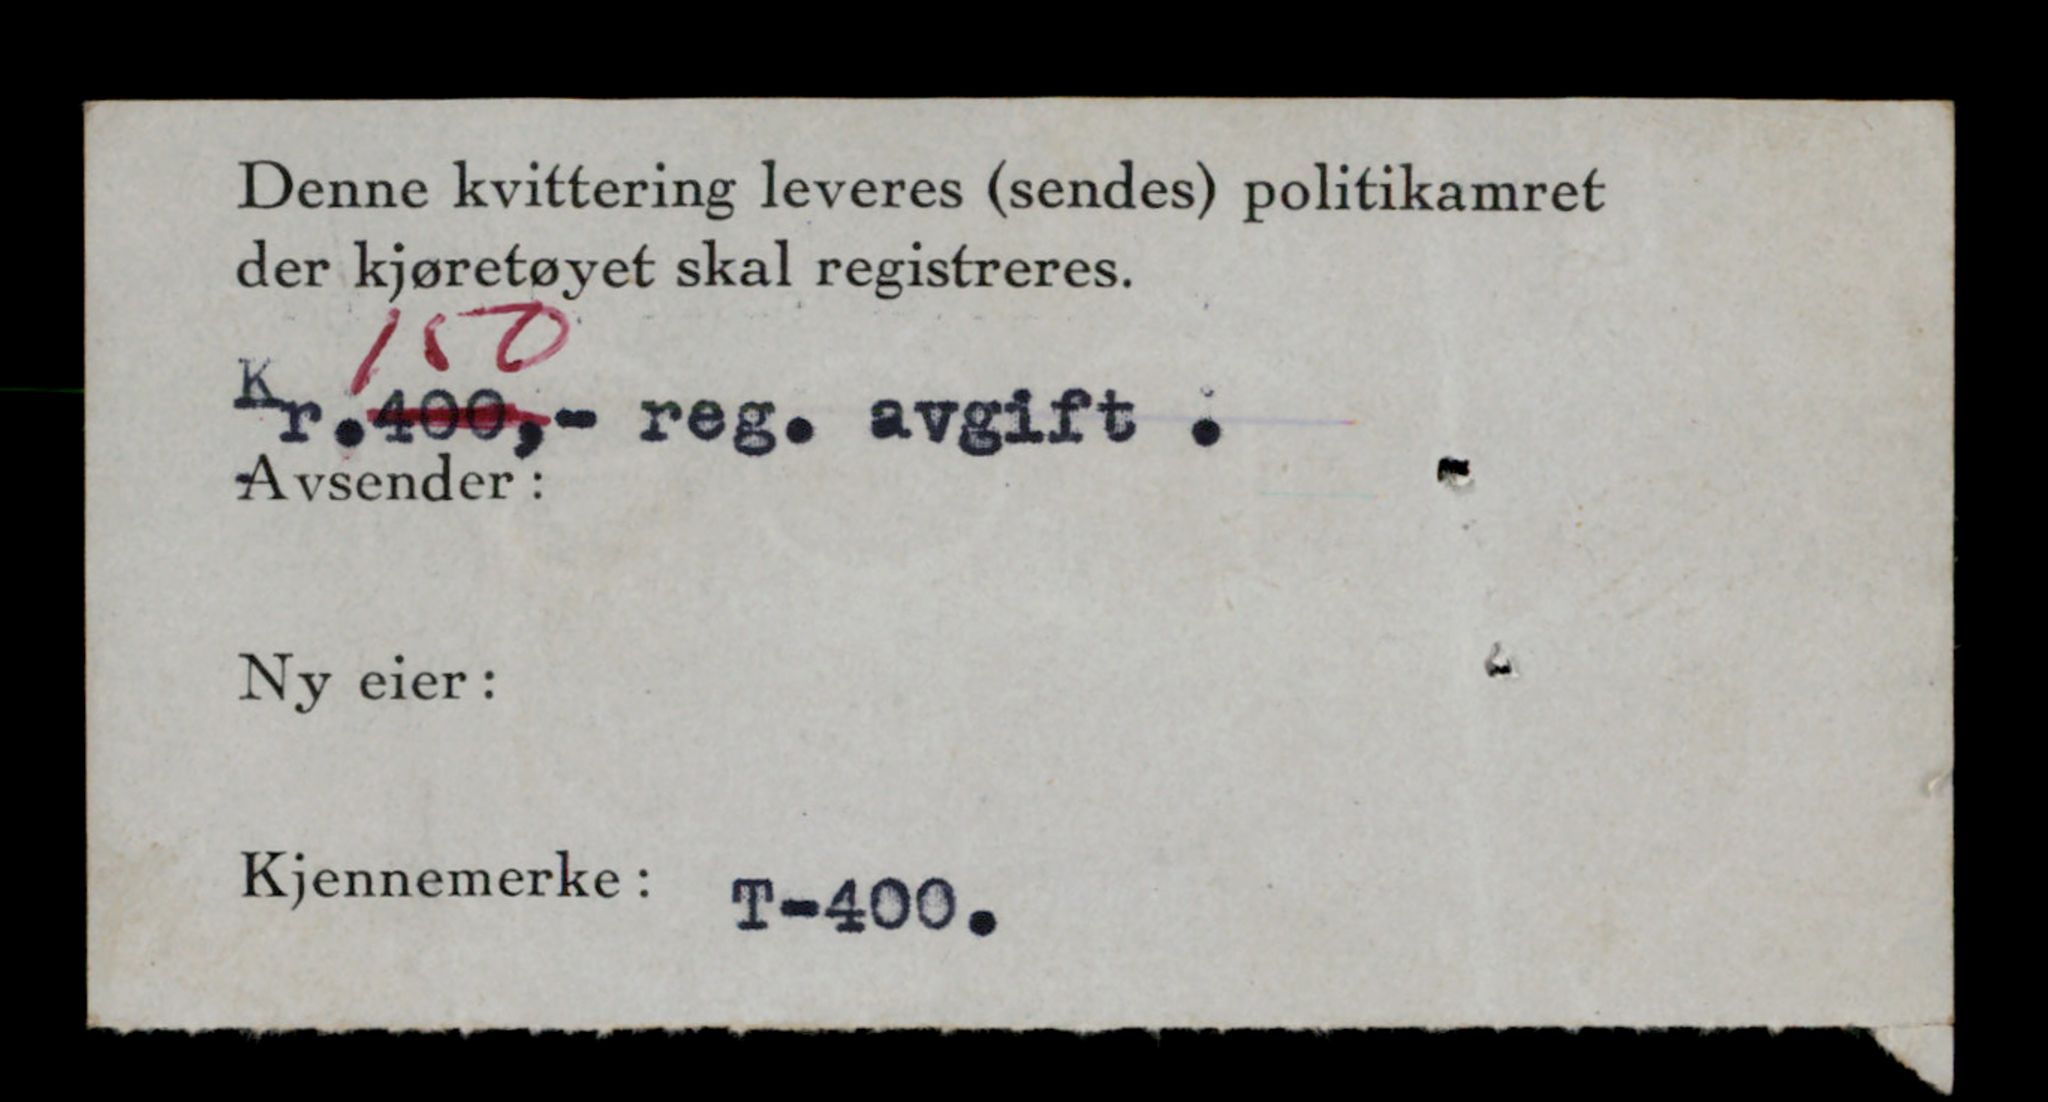 Denne kvittering leveres (sendes) politikamret
der kjøretøyet skal registreres.
150
Kr.400,- reg. avgift .
Avsender:
Ny eier:
Kjennemerke: T-400.